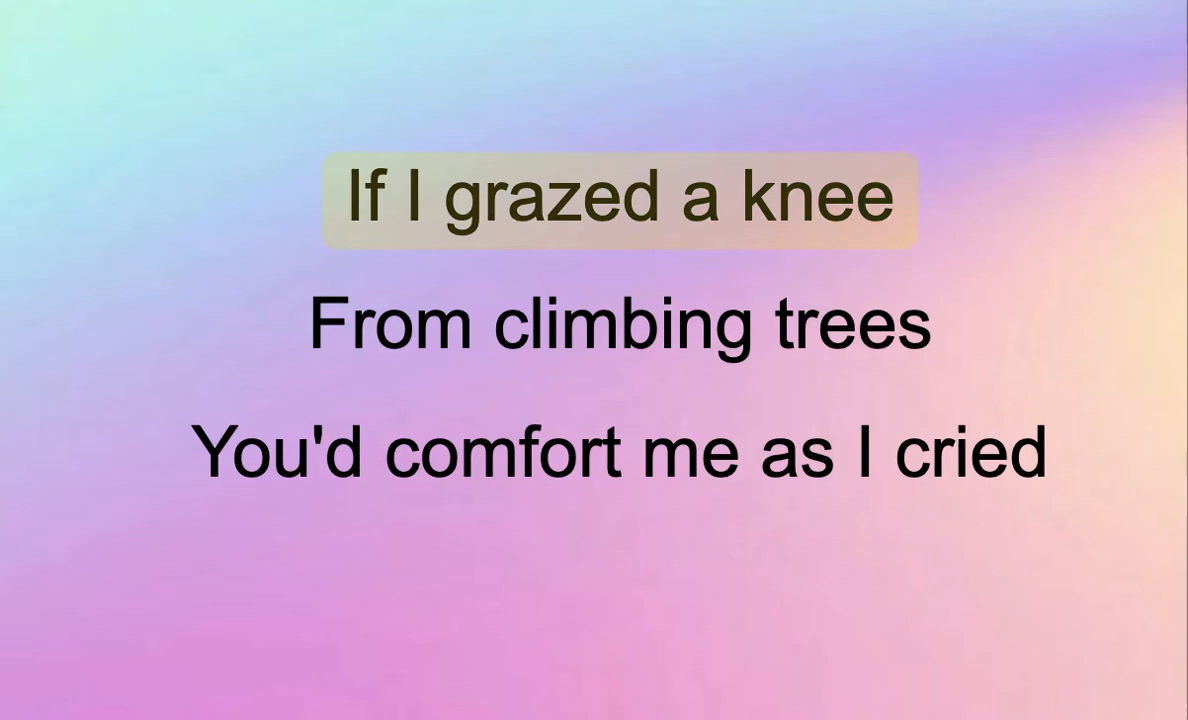 If I grazed a knee
From climbing trees
You'd comfort me as I cried